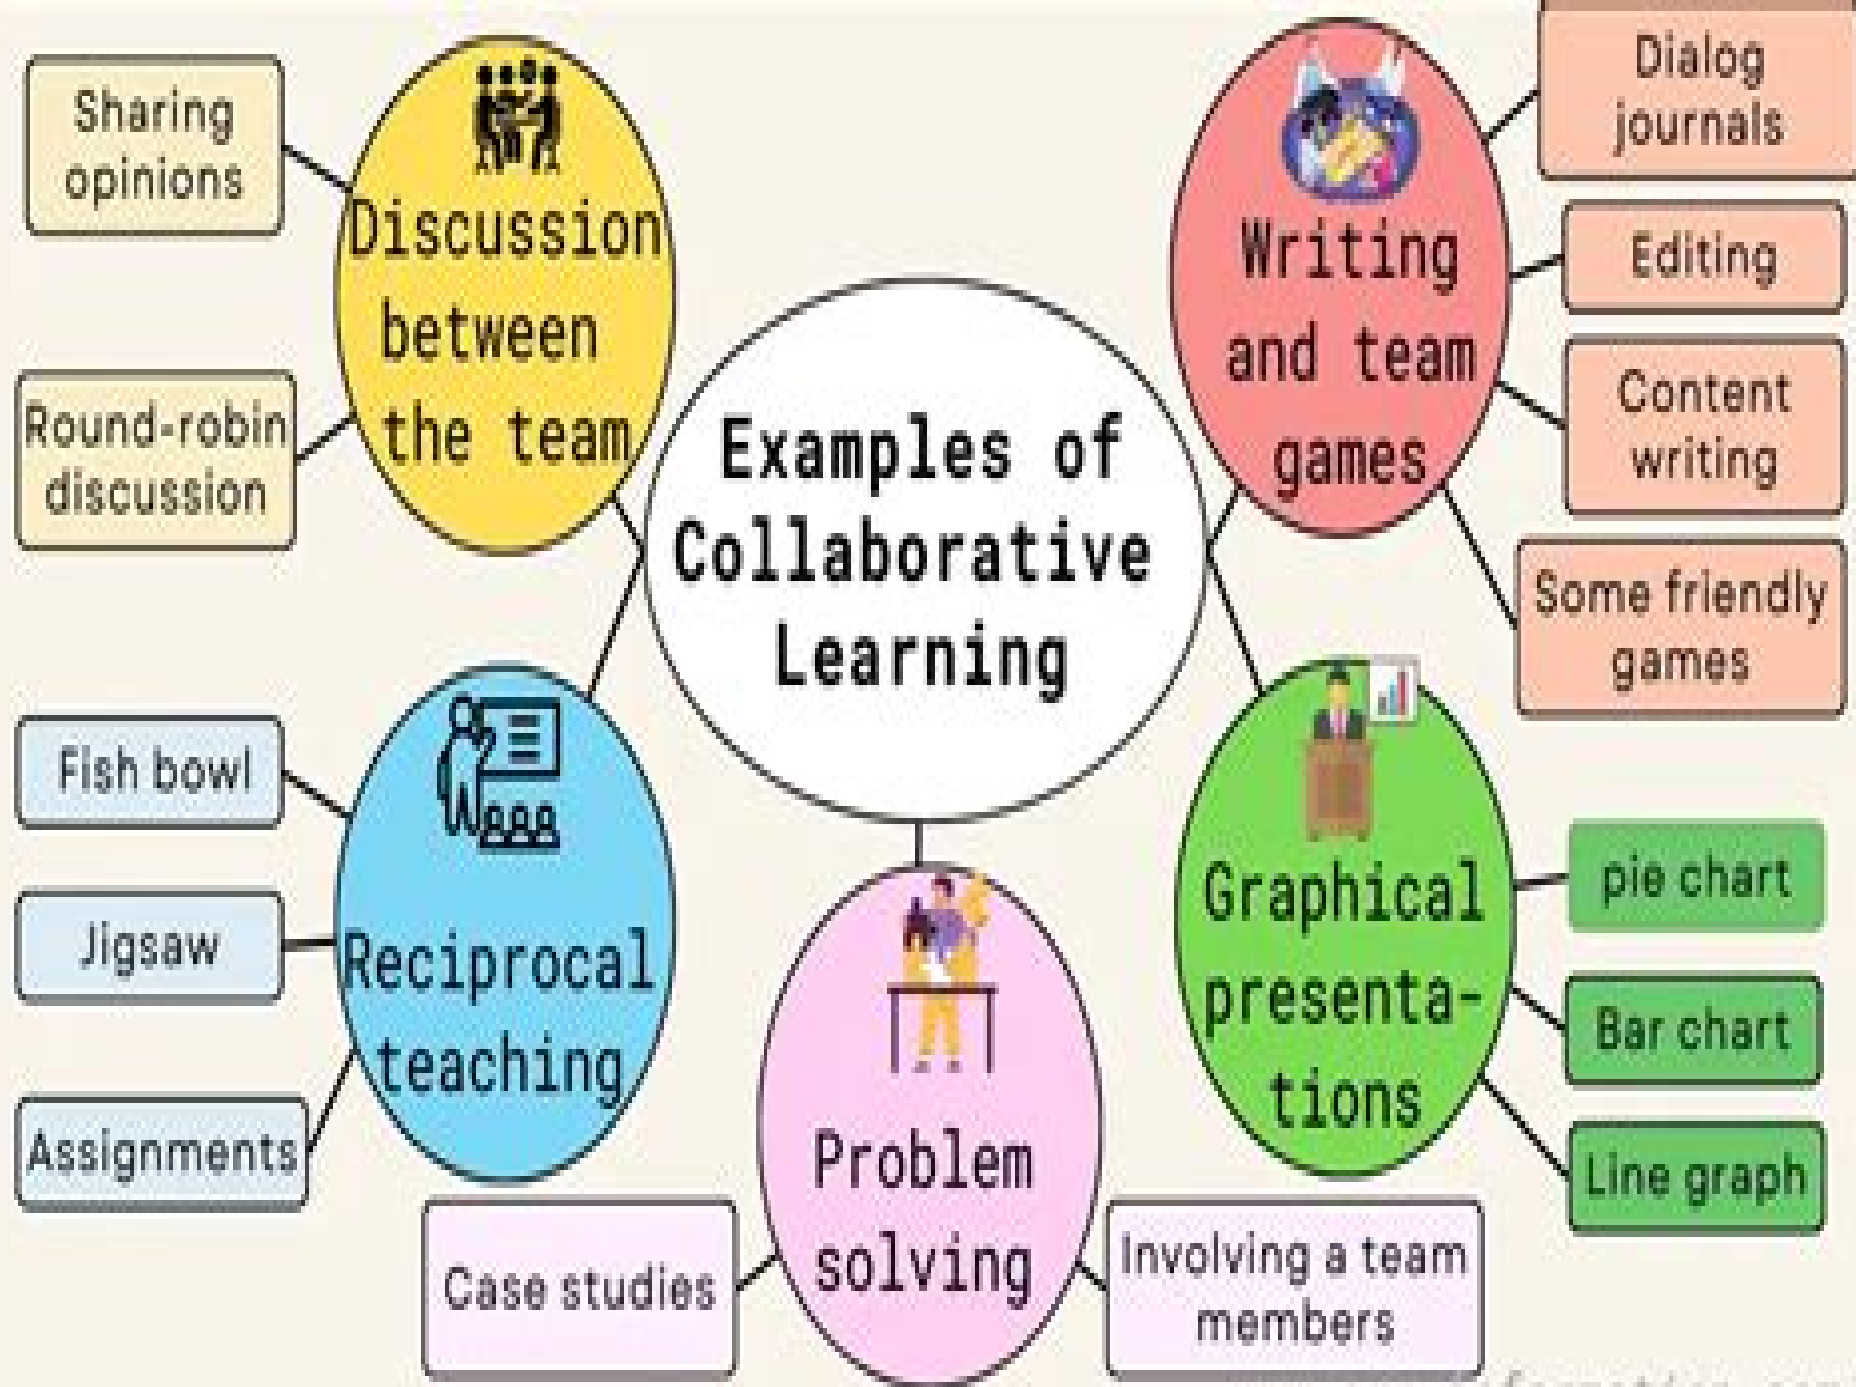 Sharing
opinions
Round-robin
discussion
Discussion
between
the team
Examples of
Collaborative
Learning
Writing
and team
games
Dialog
journals
Editing
Content
writing
Some friendly
games
Fish bowl
Jigsaw
Assignments
Reciprocal
teaching
Problem
solving
Case studies
Involving a team
members
Graphical
presenta-
tions
pie chart
Bar chart
Line graph